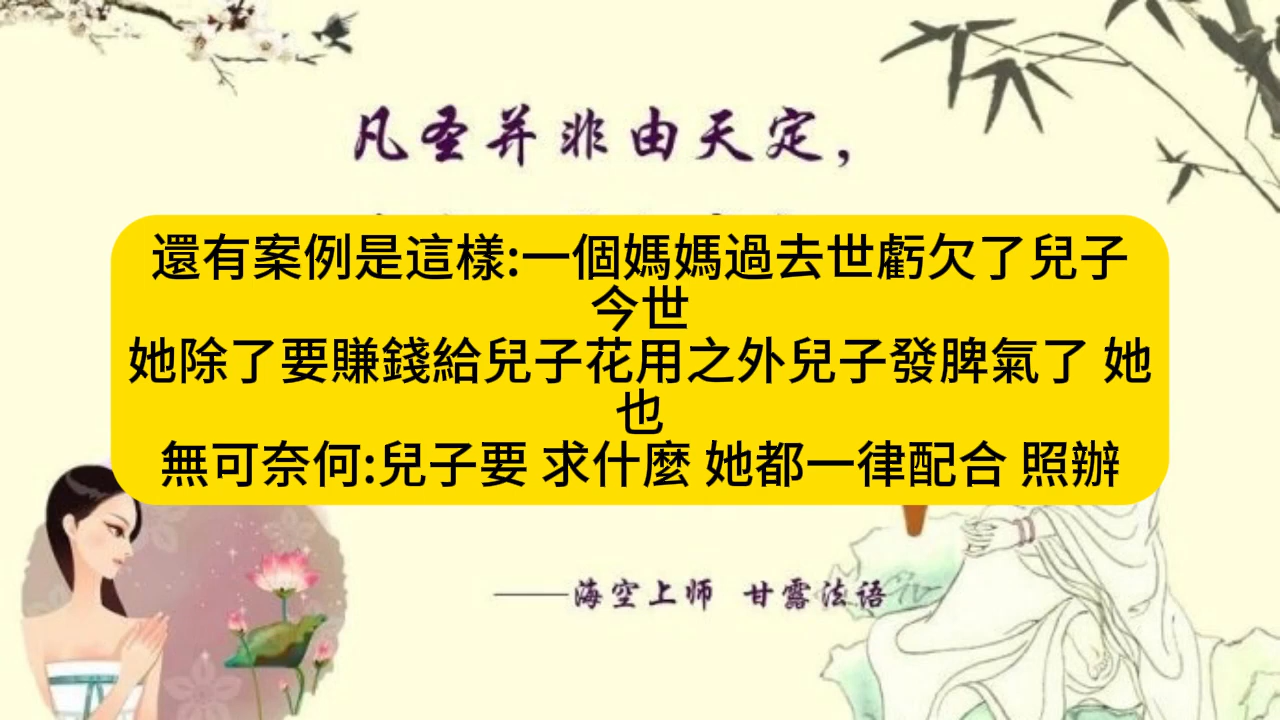 凡圣并非由天定，
還有案例是這樣:一個媽媽過去世虧欠了兒子
今世
她除了要賺錢給兒子花用之外兒子發脾氣了 她
也
無可奈何:兒子要 求什麼 她都一律配合 照辦
——海空上师 甘露法语